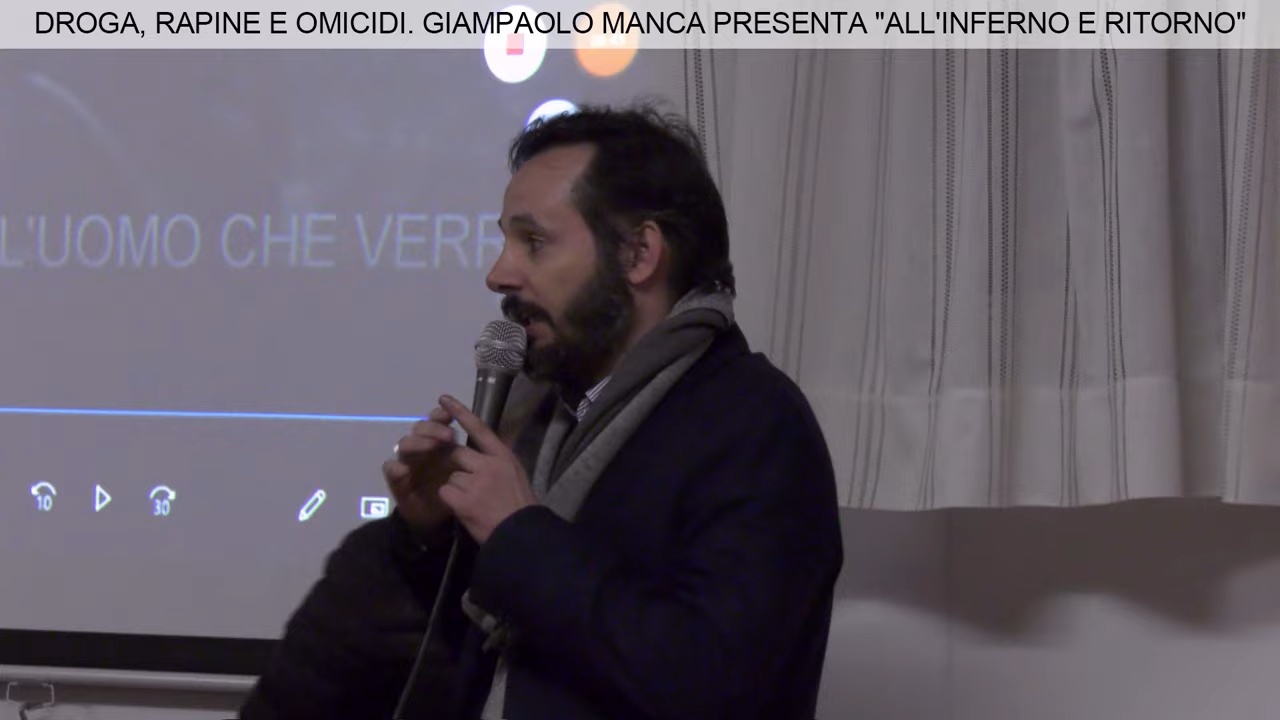 DROGA, RAPINE E OMICIDI. GIAMPAOLO MANCA PRESENTA "ALL'INFERNO E RITORNO"
L'UOMO CHE VERR
10
30